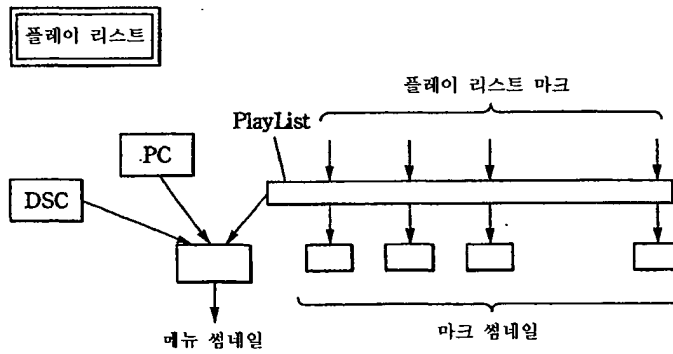 플레이 리스트
플레이 리스트 마크
PlayList
PC
DSC
메뉴 썸네일
마크 썸네일